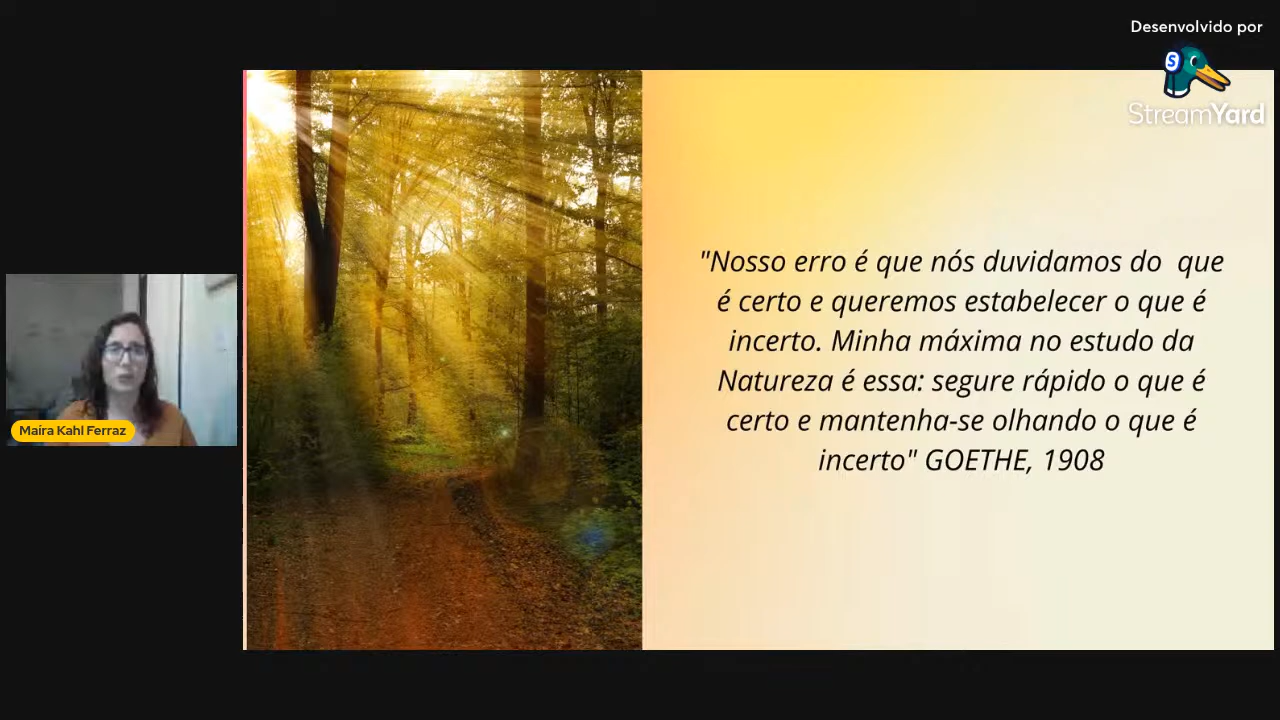 Desenvolvido por
StreamYard
"Nosso erro é que nós duvidamos do  que
é certo e queremos estabelecer o que é
incerto. Minha máxima no estudo da
Natureza é essa: segure rápido o que é
certo e mantenha-se olhando o que é
incerto" GOETHE, 1908
Maíra Kahl Ferraz